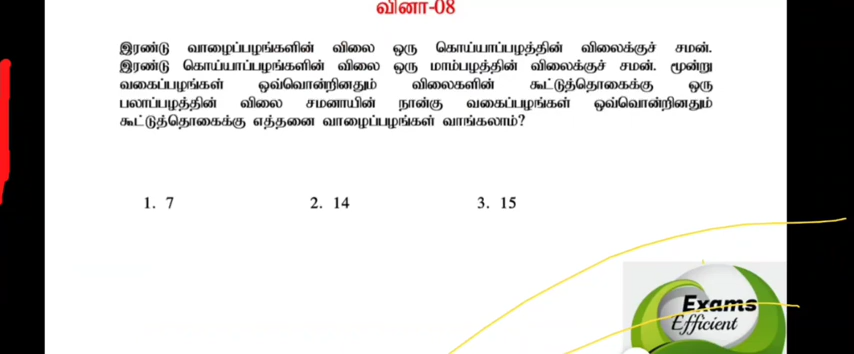 வினா-08
இரண்டு வாழைப்பழங்களின் விலை ஒரு கொய்யாப்பழத்தின் விலைக்குச் சமன்.
இரண்டு கொய்யாப்பழங்களின் விலை ஒரு மாம்பழத்தின் விலைக்குச் சமன். மூன்று
வகைப்பழங்கள் ஒவ்வொன்றினதும் விலைகளின் கூட்டுத்தொகைக்கு ஒரு
பலாப்பழத்தின் விலை சமனாயின் நான்கு வகைப்பழங்கள் ஒவ்வொன்றினதும்
கூட்டுத்தொகைக்கு எத்தனை வாழைப்பழங்கள் வாங்கலாம்?
1. 7 2. 14 3. 15
Exams
Efficient